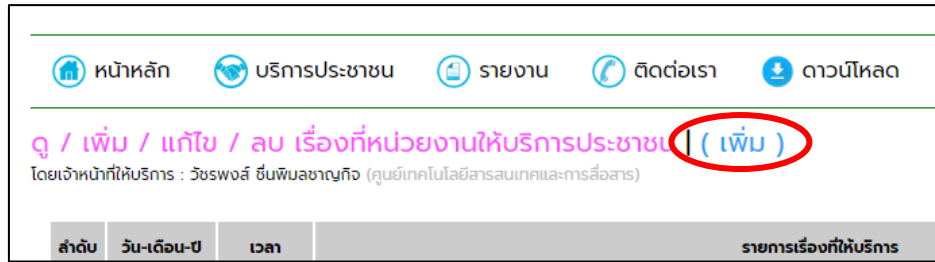 หน้าหลัก บริการประชาชน รายงาน ติดต่อเรา ดาวน์โหลด
ดู / เพิ่ม / แก้ไข / ลบ เรื่องที่หน่วยงานให้บริการประชาชน | ( เพิ่ม )
โดยเจ้าหน้าที่ให้บริการ : วัชรพงส์ ชื่นพิมลชาญกิจ (ศูนย์เทคโนโลยีสารสนเทศและการสื่อสาร)
ลำดับ วัน-เดือน-ปี เวลา รายการเรื่องที่ให้บริการ